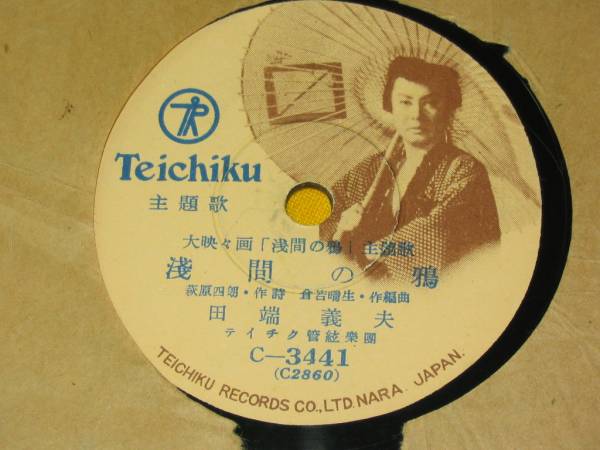 Teichiku
主題歌
大映々画「浅間の鴉」主題歌
淺間の鴉
萩原四朗・作詩 倉若晴生・作編曲
田端義夫
テイチク管絃樂團
C-3441
(C2860)
TEICHIKU RECORDS CO., LTD. NARA. JAPAN.